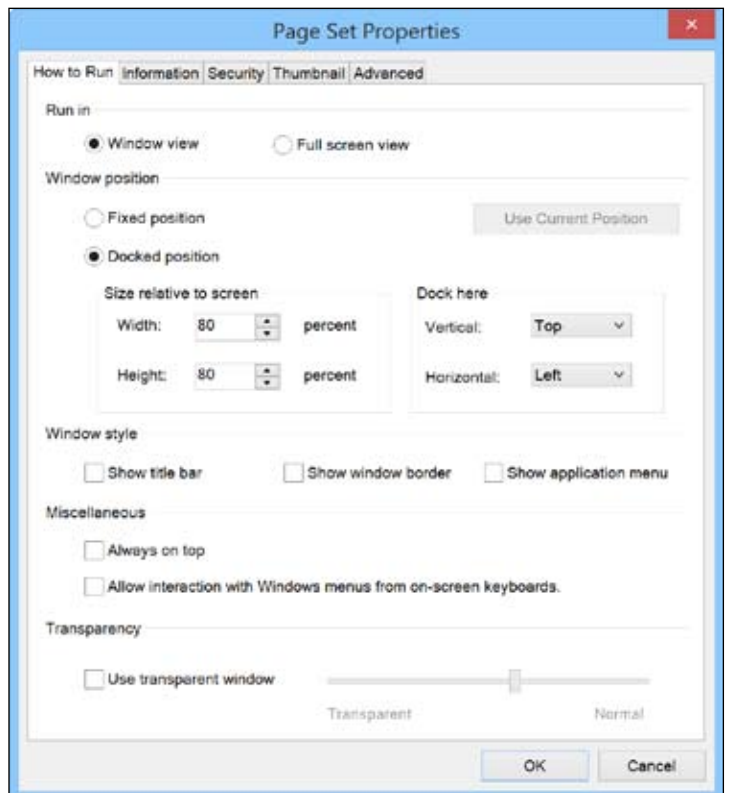 Page Set Properties
How to Run Information Security Thumbnail Advanced
Run in
Window view Full screen view
Window position
Fixed position Use Current Position
Docked position
Size relative to screen Dock here
Width: 80 percent Vertical: Top
Height: 80 percent Horizontal: Left
Window style
Show title bar Show window border Show application menu
Miscellaneous
Always on top
Allow interaction with Windows menus from on-screen keyboards.
Transparency
Use transparent window
Transparent Normal
OK Cancel